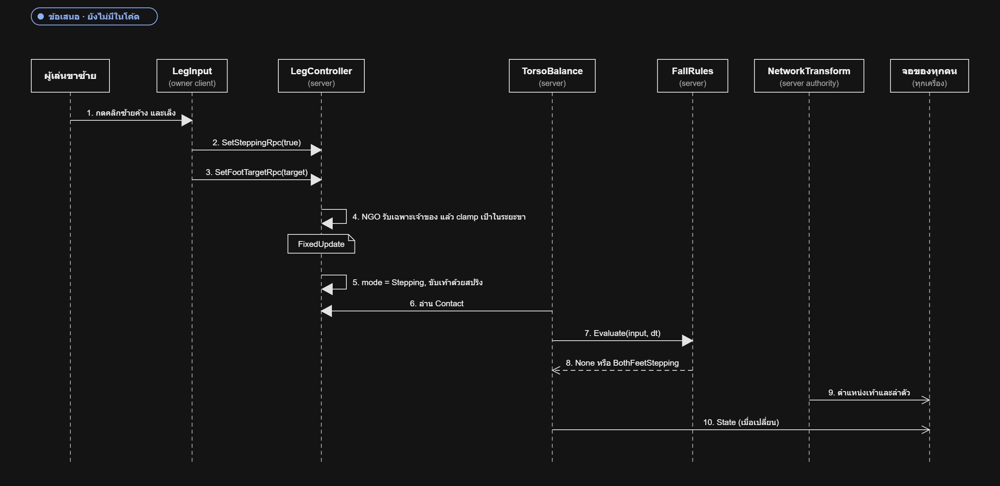 ข้อเสนอ · ยังไม่มีในโค้ด
ผู้เล่นขาซ้าย
LegInput
(owner client)
LegController
(server)
TorsoBalance
(server)
FallRules
(server)
NetworkTransform
(server authority)
จอของทุกคน
(ทุกเครื่อง)
1. กดคลิกซ้ายค้าง และเล็ง
2. SetSteppingRpc(true)
3. SetFootTargetRpc(target)
4. NGO รับเฉพาะเจ้าของ แล้ว clamp เป้าในระยะขา
FixedUpdate
5. mode = Stepping, ขับเท้าด้วยสปริง
6. อ่าน Contact
7. Evaluate(input, dt)
8. None หรือ BothFeetStepping
9. ตำแหน่งเท้าและลำตัว
10. State (เมื่อเปลี่ยน)